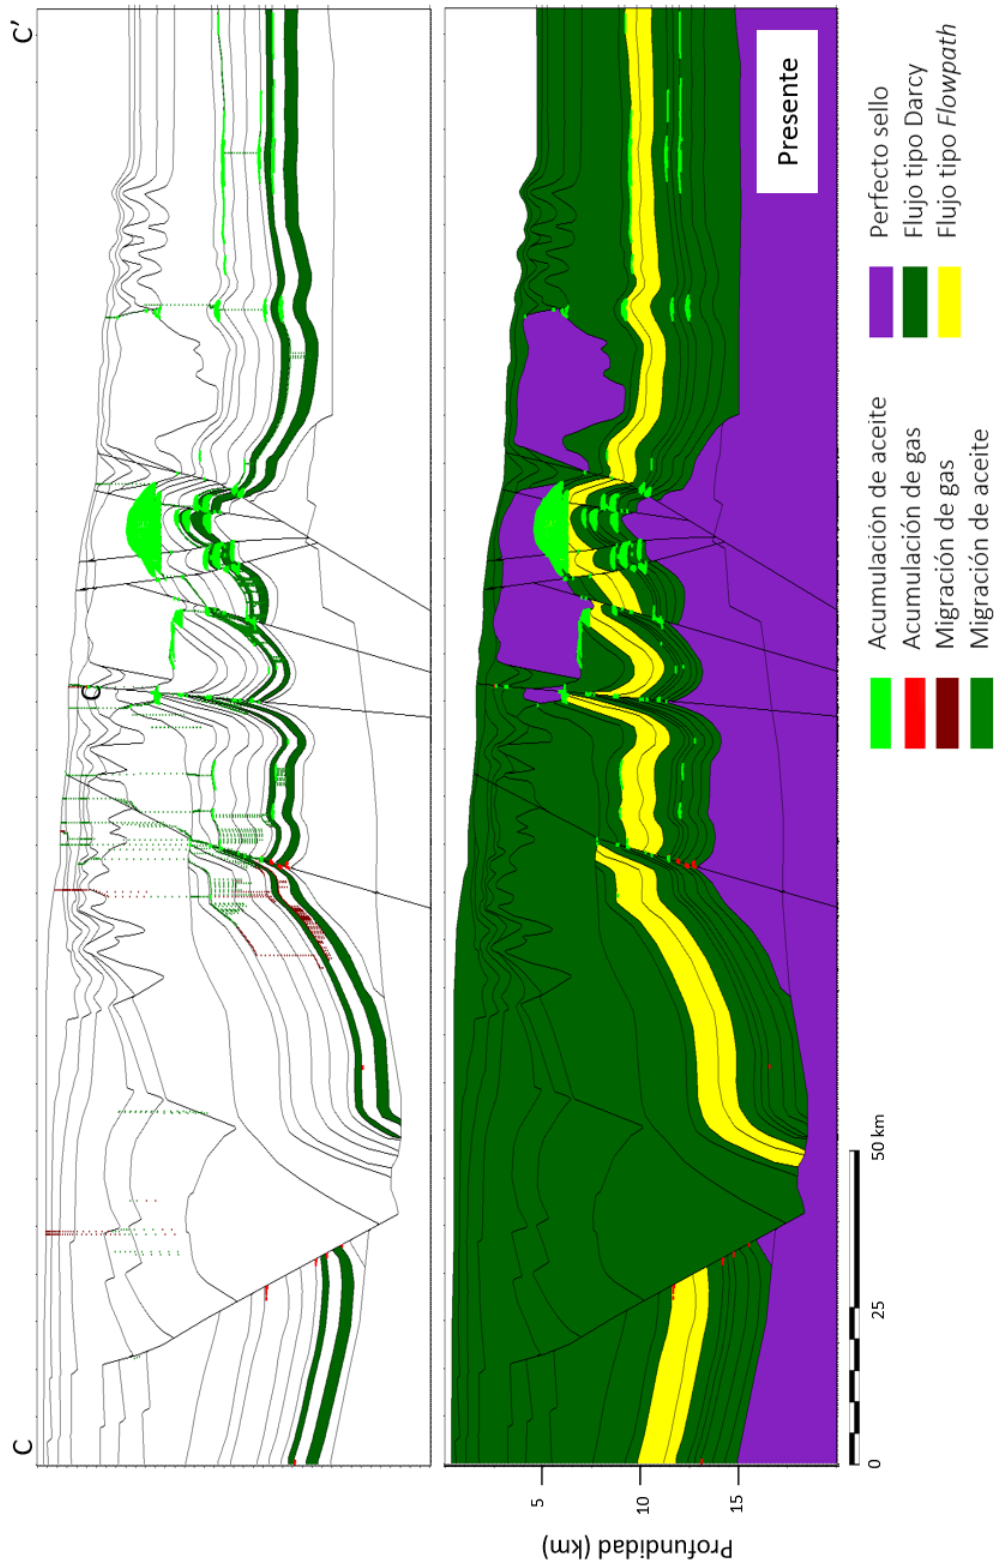 C
C'
C
Presente
Profundidad (km)
5
10
15
0
25
50 km
Acumulación de aceite
Acumulación de gas
Migración de gas
Migración de aceite
Perfecto sello
Flujo tipo Darcy
Flujo tipo Flowpath